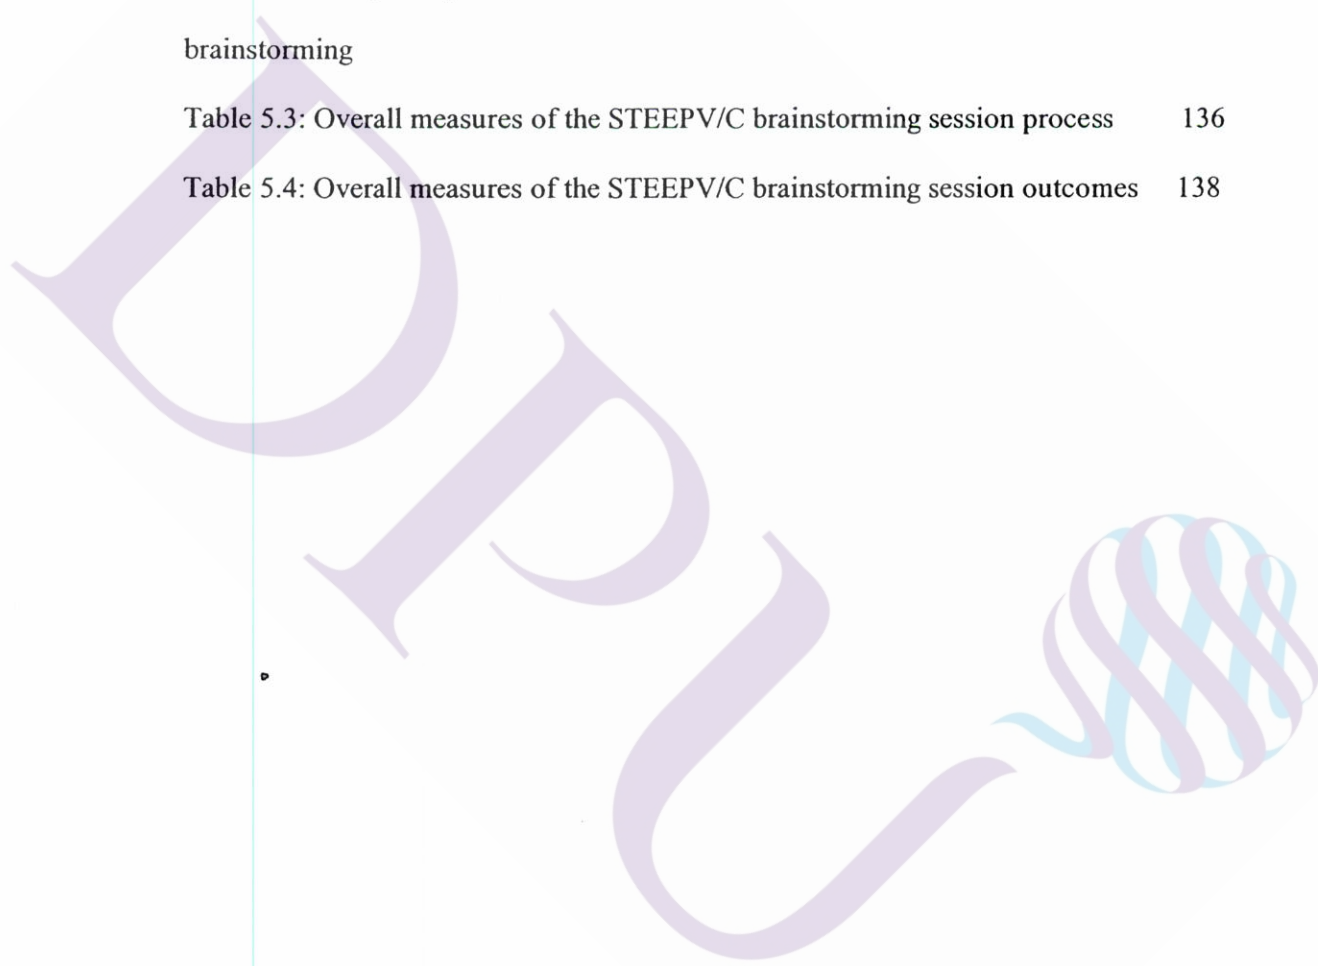 brainstorming
Table 5.3: Overall measures of the STEEPV/C brainstorming session process 136
Table 5.4: Overall measures of the STEEPV/C brainstorming session outcomes 138
DPU